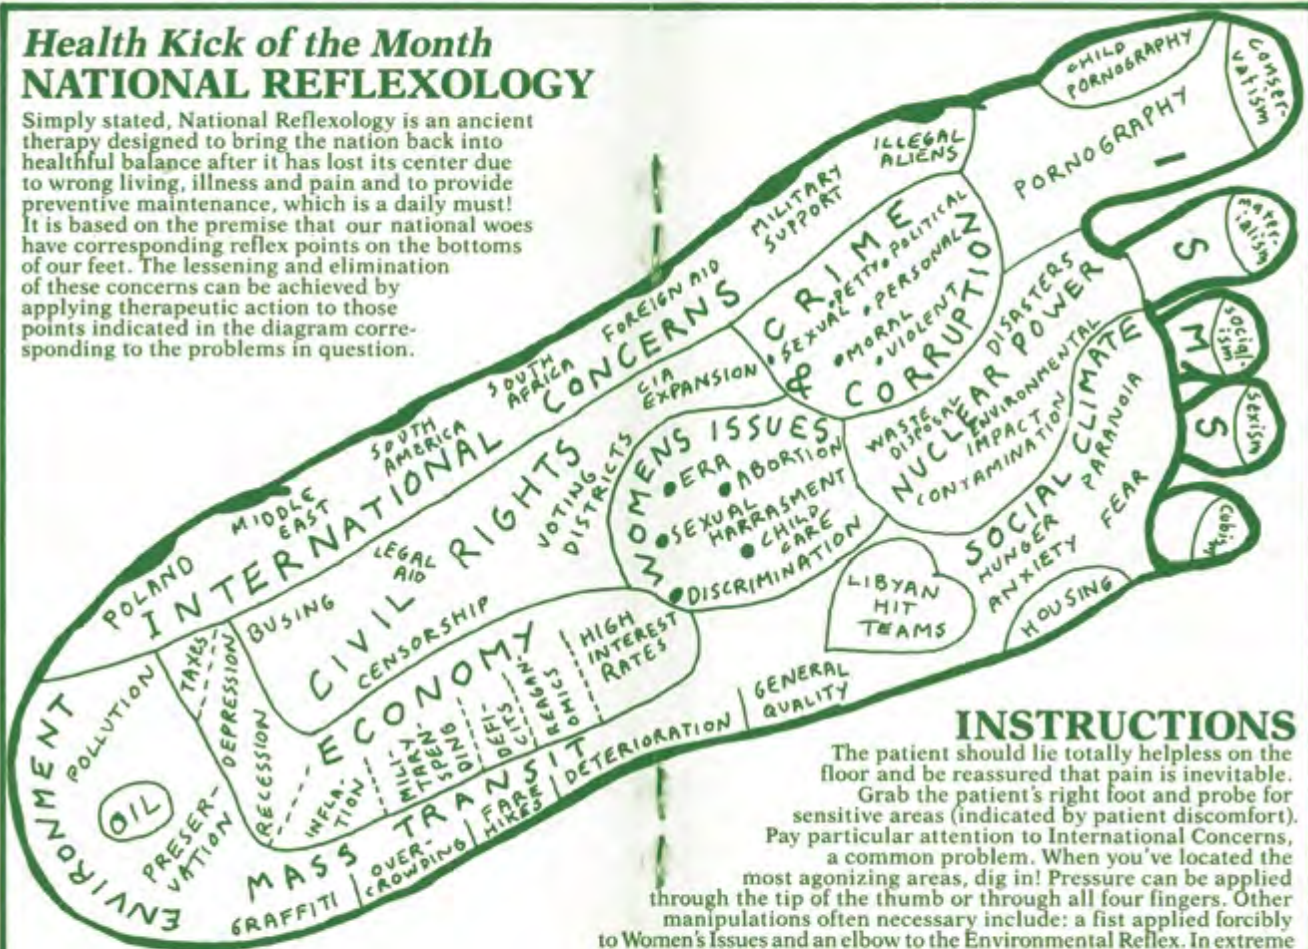 Health Kick of the Month
NATIONAL REFLEXOLOGY
Simply stated, National Reflexology is an ancient
therapy designed to bring the nation back into
healthful balance after it has lost its center due
to wrong living, illness and pain and to provide
preventive maintenance, which is a daily must!
It is based on the premise that our national woes
have corresponding reflex points on the bottoms
of our feet. The lessening and elimination
of these concerns can be achieved by
applying therapeutic action to those
points indicated in the diagram corre-
sponding to the problems in question.
CHILD
PORNOGRAPHY
conser-
vatism
PORNOGRAPHY
I
mater-
ialism
S
social-
ism
M,
sexism
S
cubism
ILLEGAL
ALIENS
MILITARY
SUPPORT
FOREIGN AID
SOUTH
AFRICA
SOUTH
AMERICA
MIDDLE
EAST
POLAND
INTERNATIONAL CONCERNS
CRIME
• SEXUAL • PETTY • POLITICAL
• MORAL • PERSONAL
• VIOLENT
& CORRUPTION
CIA
EXPANSION
VOTING
DISTRICTS
LEGAL
AID
BUSING
CIVIL RIGHTS
CENSORSHIP
WOMENS ISSUES
• ERA
• ABORTION
• SEXUAL
HARRASMENT
• CHILD
CARE
• DISCRIMINATION
DISASTERS
WASTE
DISPOSAL
NUCLEAR POWER
ENVIRONMENTAL
IMPACT
CONTAMINATION
SOCIAL CLIMATE
PARANOIA
HUNGER
FEAR
ANXIETY
HOUSING
LIBYAN
HIT
TEAMS
TAXES
DEPRESSION
RECESSION
ECONOMY
INFLA-
TION
MILI-
TARY
SPEN-
DING
DEFI-
CITS
REAGAN-
OMICS
HIGH
INTEREST
RATES
MASS TRANSIT
GRAFFITI
OVER-
CROWDING
FARE
HIKES
DETERIORATION
GENERAL
QUALITY
ENVIRONMENT
POLLUTION
OIL
PRESER-
VATION
INSTRUCTIONS
The patient should lie totally helpless on the
floor and be reassured that pain is inevitable.
Grab the patient's right foot and probe for
sensitive areas (indicated by patient discomfort).
Pay particular attention to International Concerns,
a common problem. When you've located the
most agonizing areas, dig in! Pressure can be applied
through the tip of the thumb or through all four fingers. Other
manipulations often necessary include: a fist applied forcibly
to Women's Issues and an elbow to the Environmental Reflex. In extreme